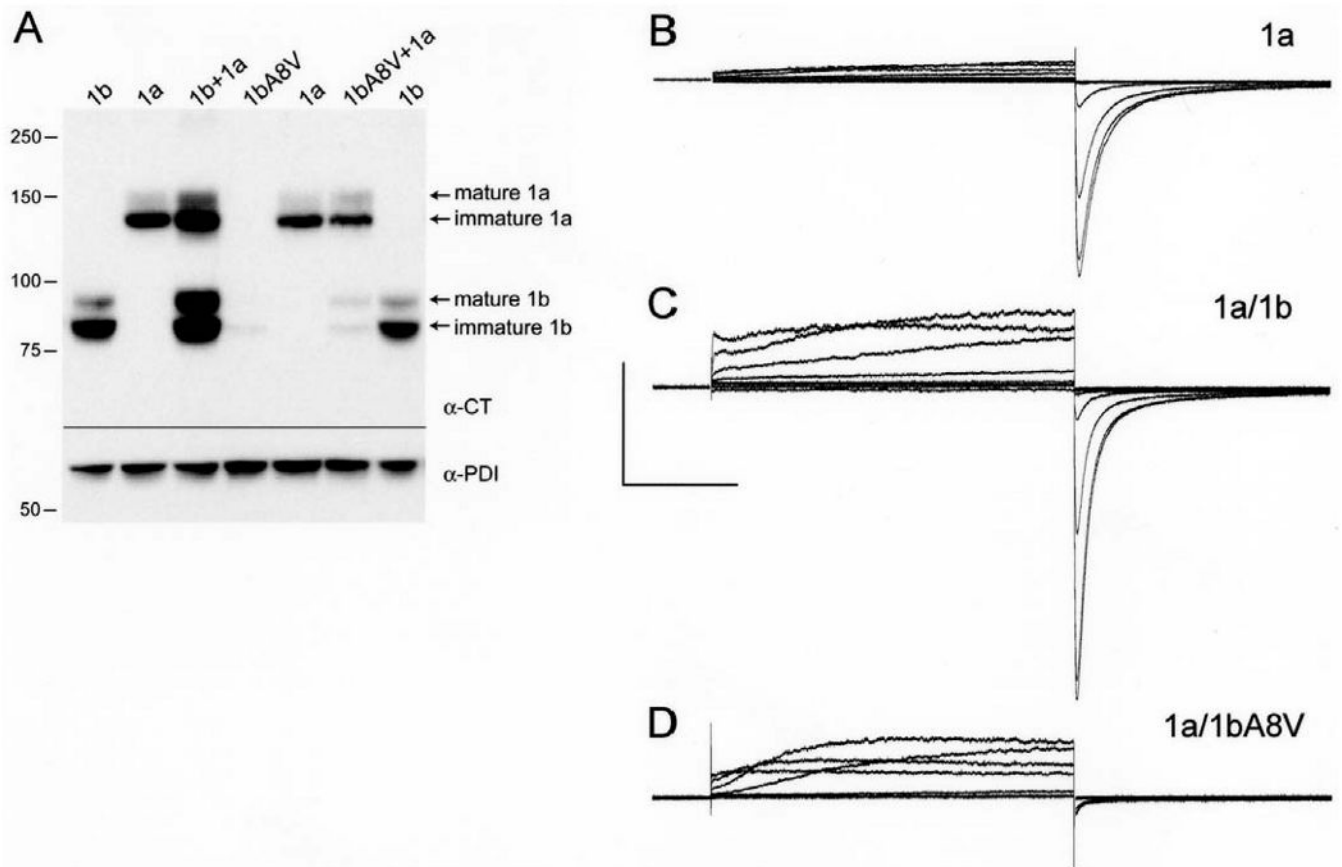 A
1b 1a 1b+1a 1bA8V 1a 1bA8V+1a 1b
250
150
100
75
50
mature 1a
immature 1a
mature 1b
immature 1b
α-CT
α-PDI
B
1a
C
1a/1b
D
1a/1bA8V